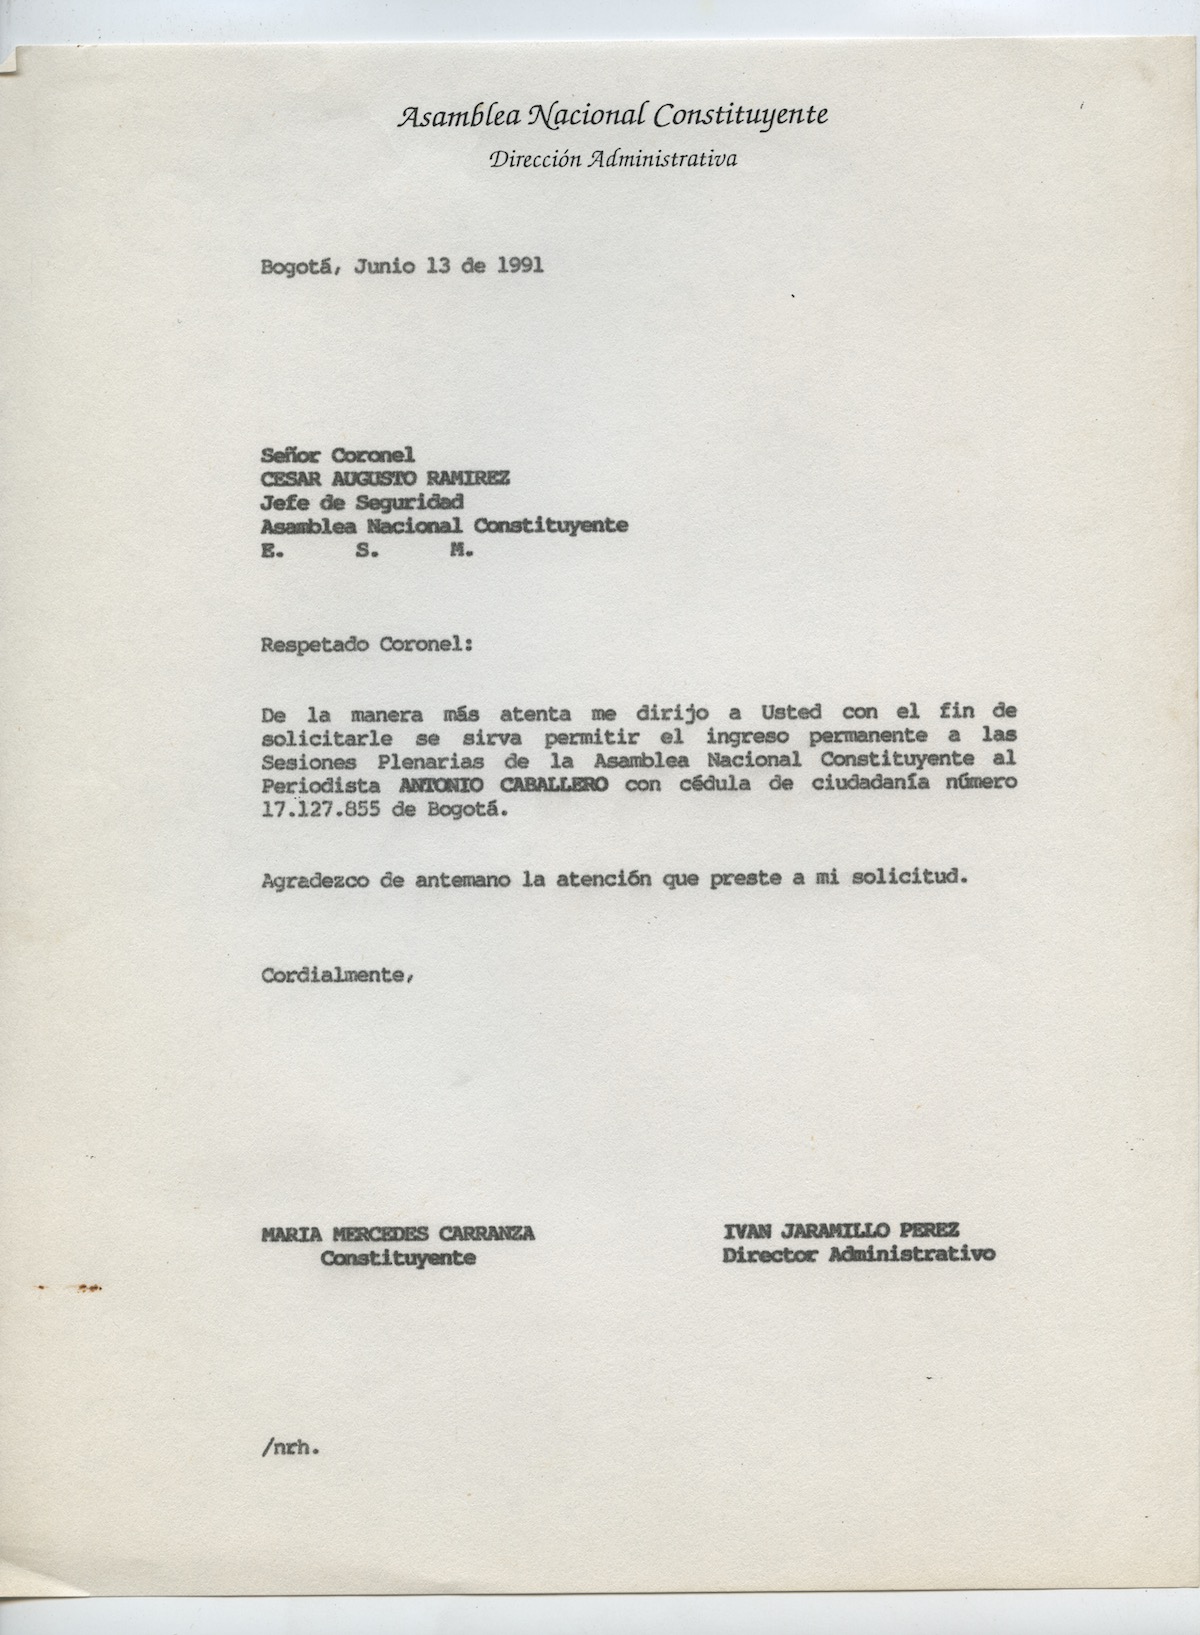 Asamblea Nacional Constituyente
Dirección Administrativa
Bogotá, Junio 13 de 1991
Señor Coronel
CESAR AUGUSTO RAMIREZ
Jefe de Seguridad
Asamblea Nacional Constituyente
E. S. M.
Respetado Coronel:
De la manera más atenta me dirijo a Usted con el fin de
solicitarle se sirva permitir el ingreso permanente a las
Sesiones Plenarias de la Asamblea Nacional Constituyente al
Periodista ANTONIO CABALLERO con cédula de ciudadanía número
17.127.855 de Bogotá.
Agradezco de antemano la atención que preste a mi solicitud.
Cordialmente,
MARIA MERCEDES CARRANZA IVAN JARAMILLO PEREZ
Constituyente Director Administrativo
/nrh.